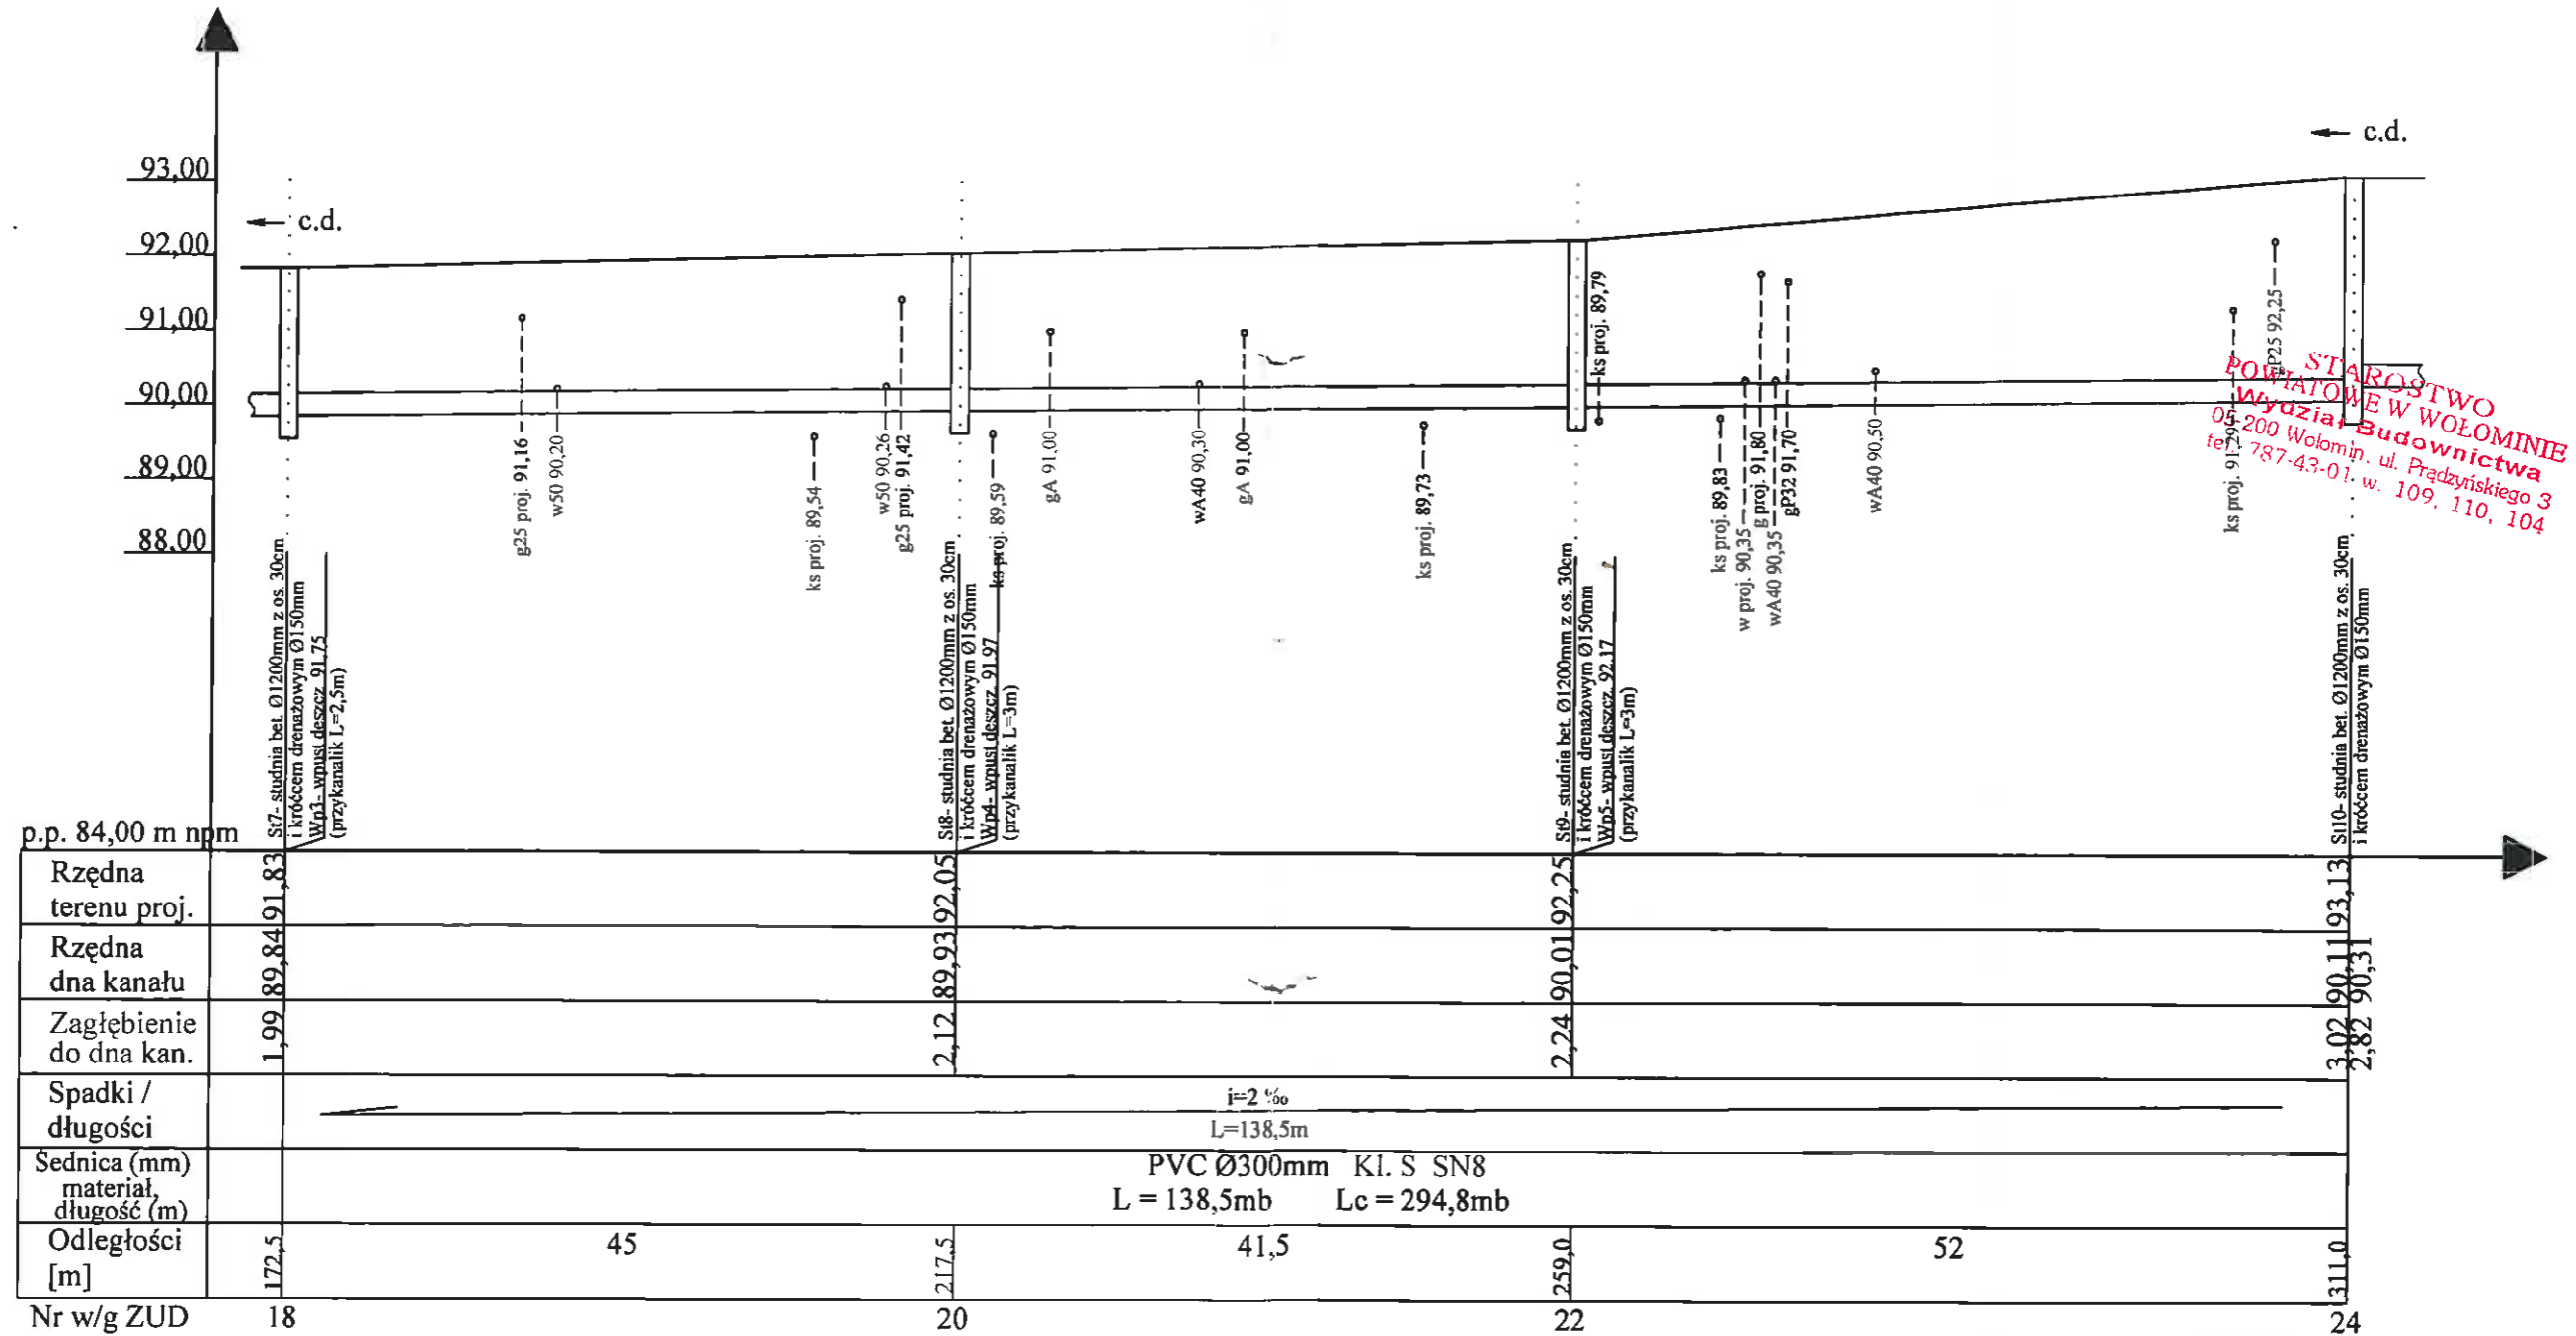 c.d.
93,00
c.d.
92,00
91,00
90,00
89,00
88,00
g25 proj. 91,16
w50 90,20
ks proj. 89,54
w50 90,26
g25 proj. 91,42
ks proj. 89,59
gA 91,00
wA40 90,30
gA 91,00
ks proj. 89,73
ks proj. 89,79
ks proj. 89,83
w proj. 90,35
g proj. 91,80
wA40 90,35
gP32 91,70
wA40 90,50
ks proj. 91,29
gP25 92,25
STAROSTWO
POWIATOWE W WOŁOMINIE
Wydział Budownictwa
05-200 Wołomin, ul. Prądzyńskiego 3
tel. 787-43-01 w. 109, 110, 104
St7- studnia bet. Ø1200mm z os. 30cm
i króćcem drenażowym Ø150mm
Wp3- wpust deszcz. 91,75
(przykanalik L=2,5m)
St8- studnia bet. Ø1200mm z os. 30cm
i króćcem drenażowym Ø150mm
Wp4- wpust deszcz. 91,97
(przykanalik L=3m)
St9- studnia bet. Ø1200mm z os. 30cm
i króćcem drenażowym Ø150mm
Wp5- wpust deszcz. 92,17
(przykanalik L=3m)
St10- studnia bet. Ø1200mm z os. 30cm
i króćcem drenażowym Ø150mm
p.p. 84,00 m npm
Rzędna
terenu proj.
91,83
92,05
92,25
93,13
Rzędna
dna kanału
89,84
89,93
90,01
90,11
90,31
Zagłębienie
do dna kan.
1,99
2,12
2,24
3,02
2,82
Spadki /
długości
i=2 ‰
L=138,5m
Sednica (mm)
materiał,
długość (m)
PVC Ø300mm Kl. S SN8
L = 138,5mb Lc = 294,8mb
Odległości
[m]
172,5
45
217,5
41,5
259,0
52
311,0
Nr w/g ZUD
18
20
22
24